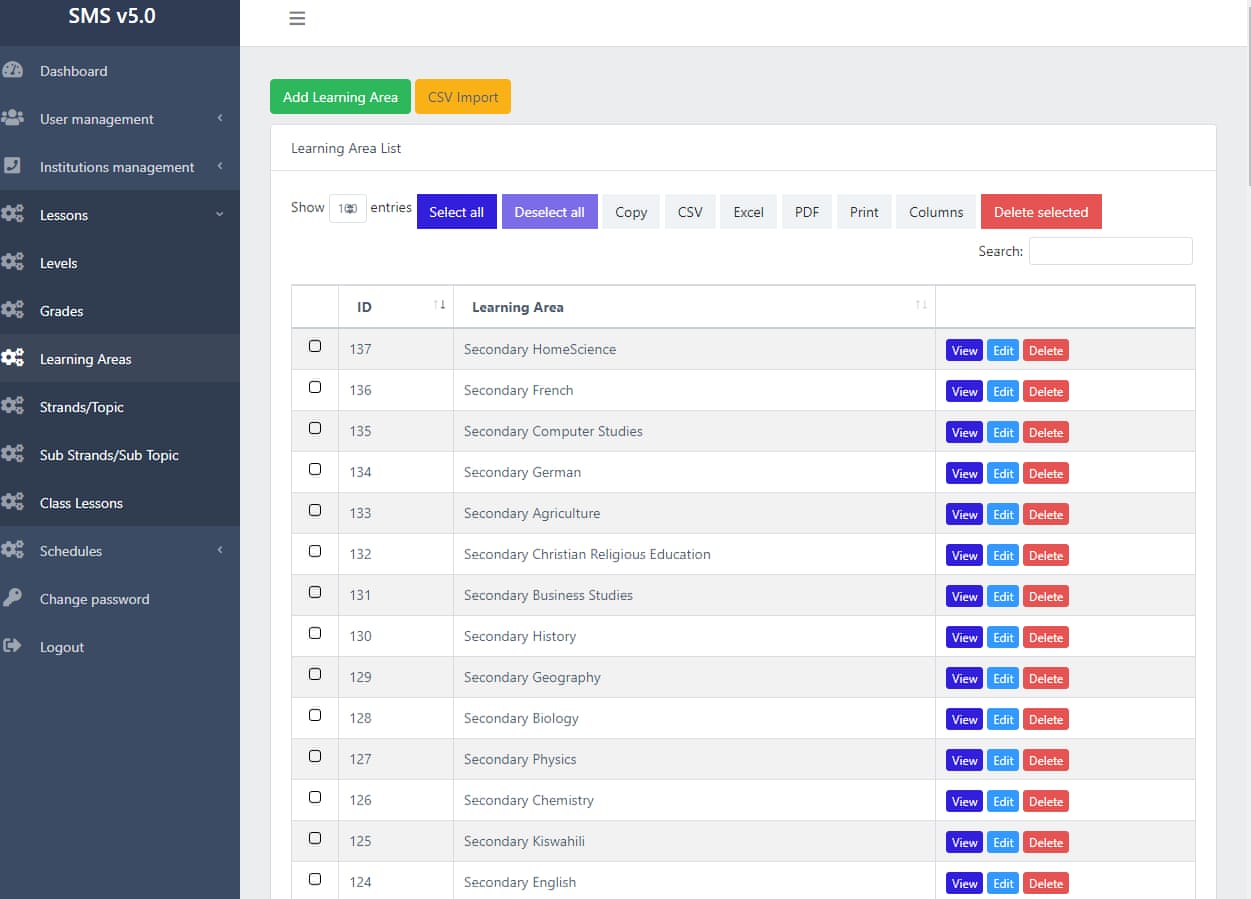 SMS v5.0
Dashboard
User management
Institutions management
Lessons
Levels
Grades
Learning Areas
Strands/Topic
Sub Strands/Sub Topic
Class Lessons
Schedules
Change password
Logout
Add Learning Area CSV Import
Learning Area List
Show 100 entries Select all Deselect all Copy CSV Excel PDF Print Columns Delete selected
Search:
ID Learning Area
137 Secondary HomeScience View Edit Delete
136 Secondary French View Edit Delete
135 Secondary Computer Studies View Edit Delete
134 Secondary German View Edit Delete
133 Secondary Agriculture View Edit Delete
132 Secondary Christian Religious Education View Edit Delete
131 Secondary Business Studies View Edit Delete
130 Secondary History View Edit Delete
129 Secondary Geography View Edit Delete
128 Secondary Biology View Edit Delete
127 Secondary Physics View Edit Delete
126 Secondary Chemistry View Edit Delete
125 Secondary Kiswahili View Edit Delete
124 Secondary English View Edit Delete